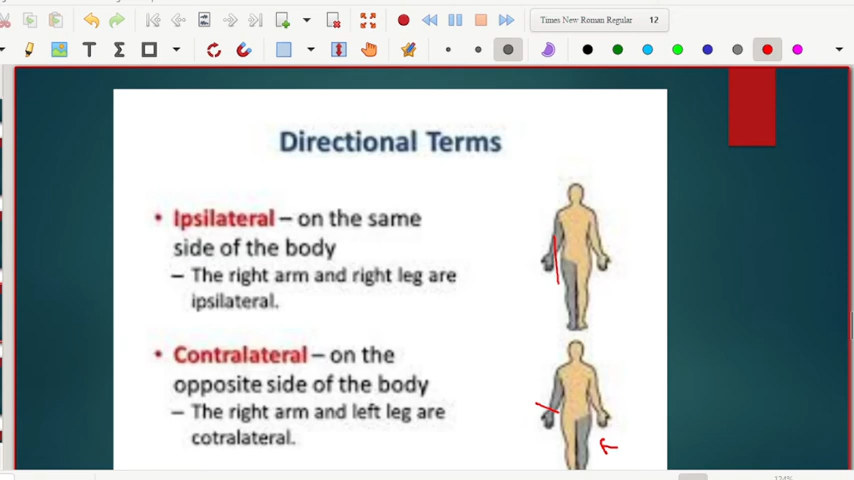 Times New Roman Regular 12
Directional Terms
• Ipsilateral – on the same
side of the body
– The right arm and right leg are
ipsilateral.
• Contralateral – on the
opposite side of the body
– The right arm and left leg are
cotralateral.